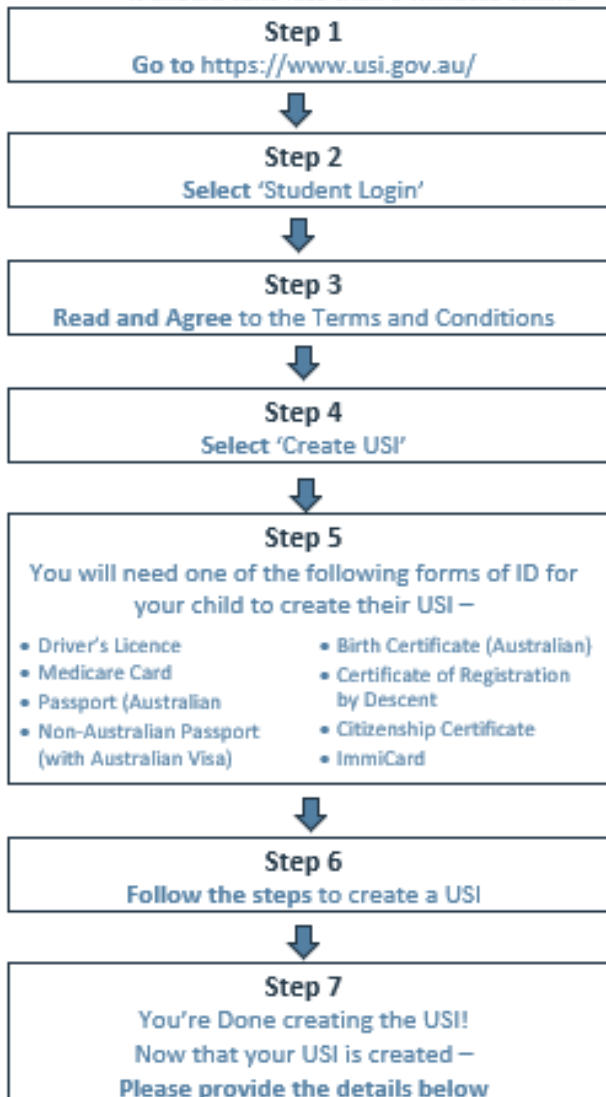 Step 1
Go to https://www.usi.gov.au/
Step 2
Select 'Student Login'
Step 3
Read and Agree to the Terms and Conditions
Step 4
Select 'Create USI'
Step 5
You will need one of the following forms of ID for
your child to create their USI –
• Driver's Licence
• Medicare Card
• Passport (Australian
• Non-Australian Passport
(with Australian Visa)
• Birth Certificate (Australian)
• Certificate of Registration
by Descent
• Citizenship Certificate
• ImmiCard
Step 6
Follow the steps to create a USI
Step 7
You're Done creating the USI!
Now that your USI is created –
Please provide the details below